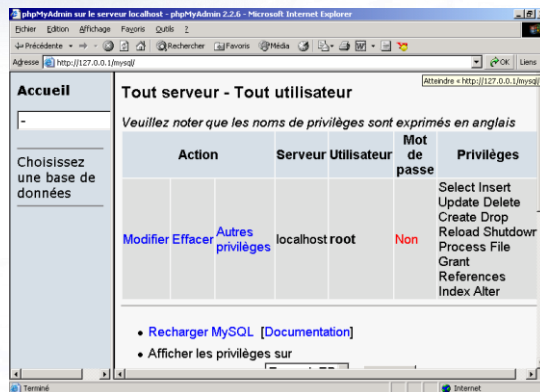 phpMyAdmin sur le serveur localhost - phpMyAdmin 2.2.6 - Microsoft Internet Explorer
Fichier Edition Affichage Favoris Outils ?
Précédente Rechercher Favoris Média
Adresse http://127.0.0.1/mysql/ OK Liens
Atteindre « http://127.0.0.1/mysql/
Accueil
-
Choisissez
une base de
données
Tout serveur - Tout utilisateur
Veuillez noter que les noms de privilèges sont exprimés en anglais
Action Serveur Utilisateur Mot de passe Privilèges
Modifier Effacer Autres privilèges localhost root Non
Select Insert
Update Delete
Create Drop
Reload Shutdown
Process File
Grant
References
Index Alter
• Recharger MySQL [Documentation]
• Afficher les privilèges sur
Terminé Internet